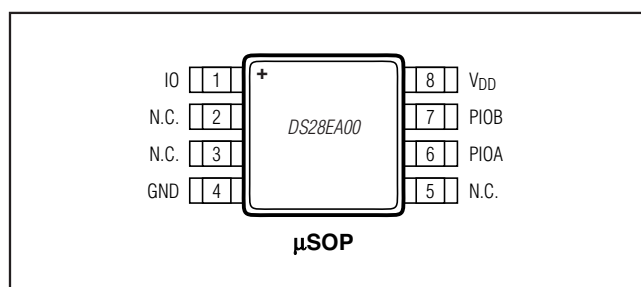 IO 1 + 8 VDD
N.C. 2 DS28EA00 7 PIOB
N.C. 3 6 PIOA
GND 4 5 N.C.
μSOP